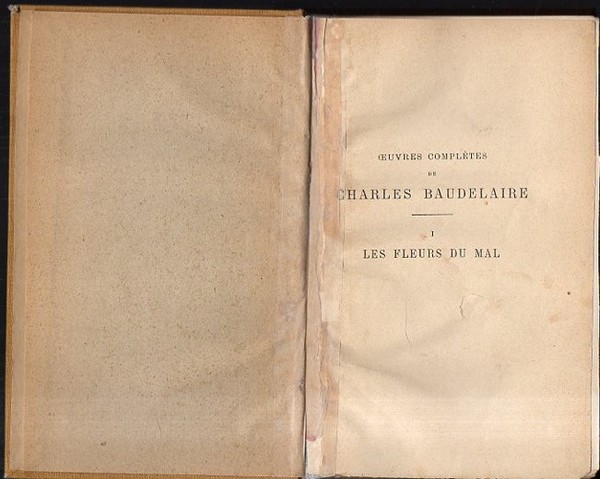 ŒUVRES COMPLÈTES
DE
CHARLES BAUDELAIRE
I
LES FLEURS DU MAL